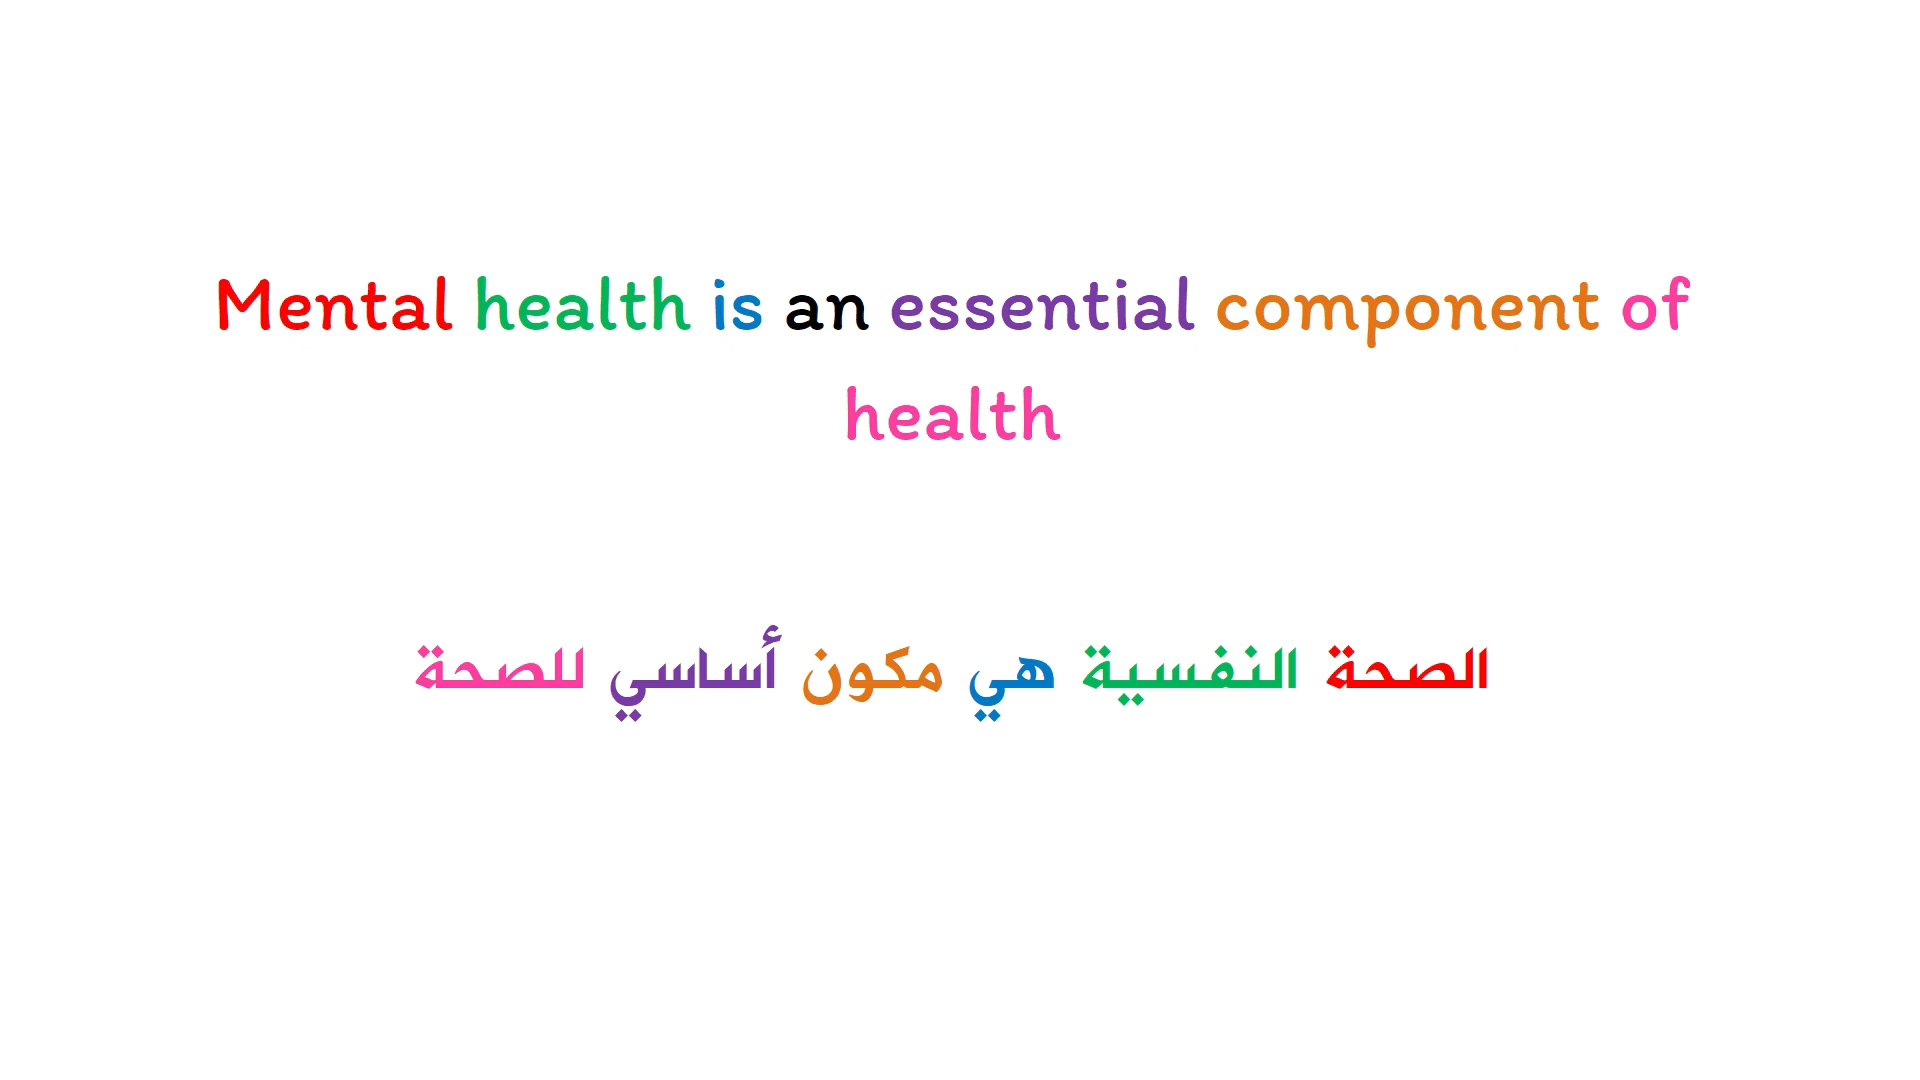 Mental health is an essential component of
health
الصحة النفسية هي مكون أساسي للصحة